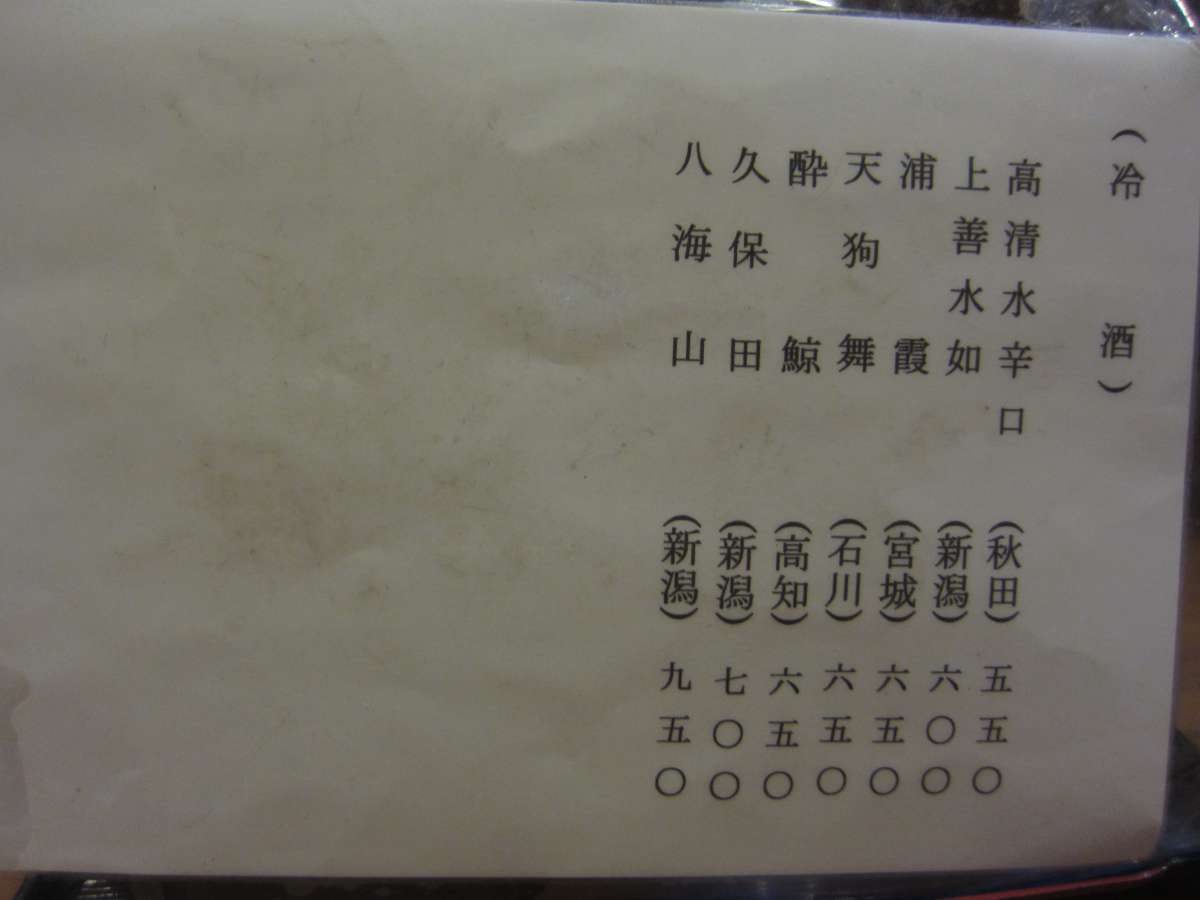 (冷酒)
高清水辛口 (秋田) 五五〇
上善水如 (新潟) 六〇〇
浦霞 (宮城) 六五〇
天狗舞 (石川) 六五〇
酔鯨 (高知) 六五〇
久保田 (新潟) 七〇〇
八海山 (新潟) 九五〇